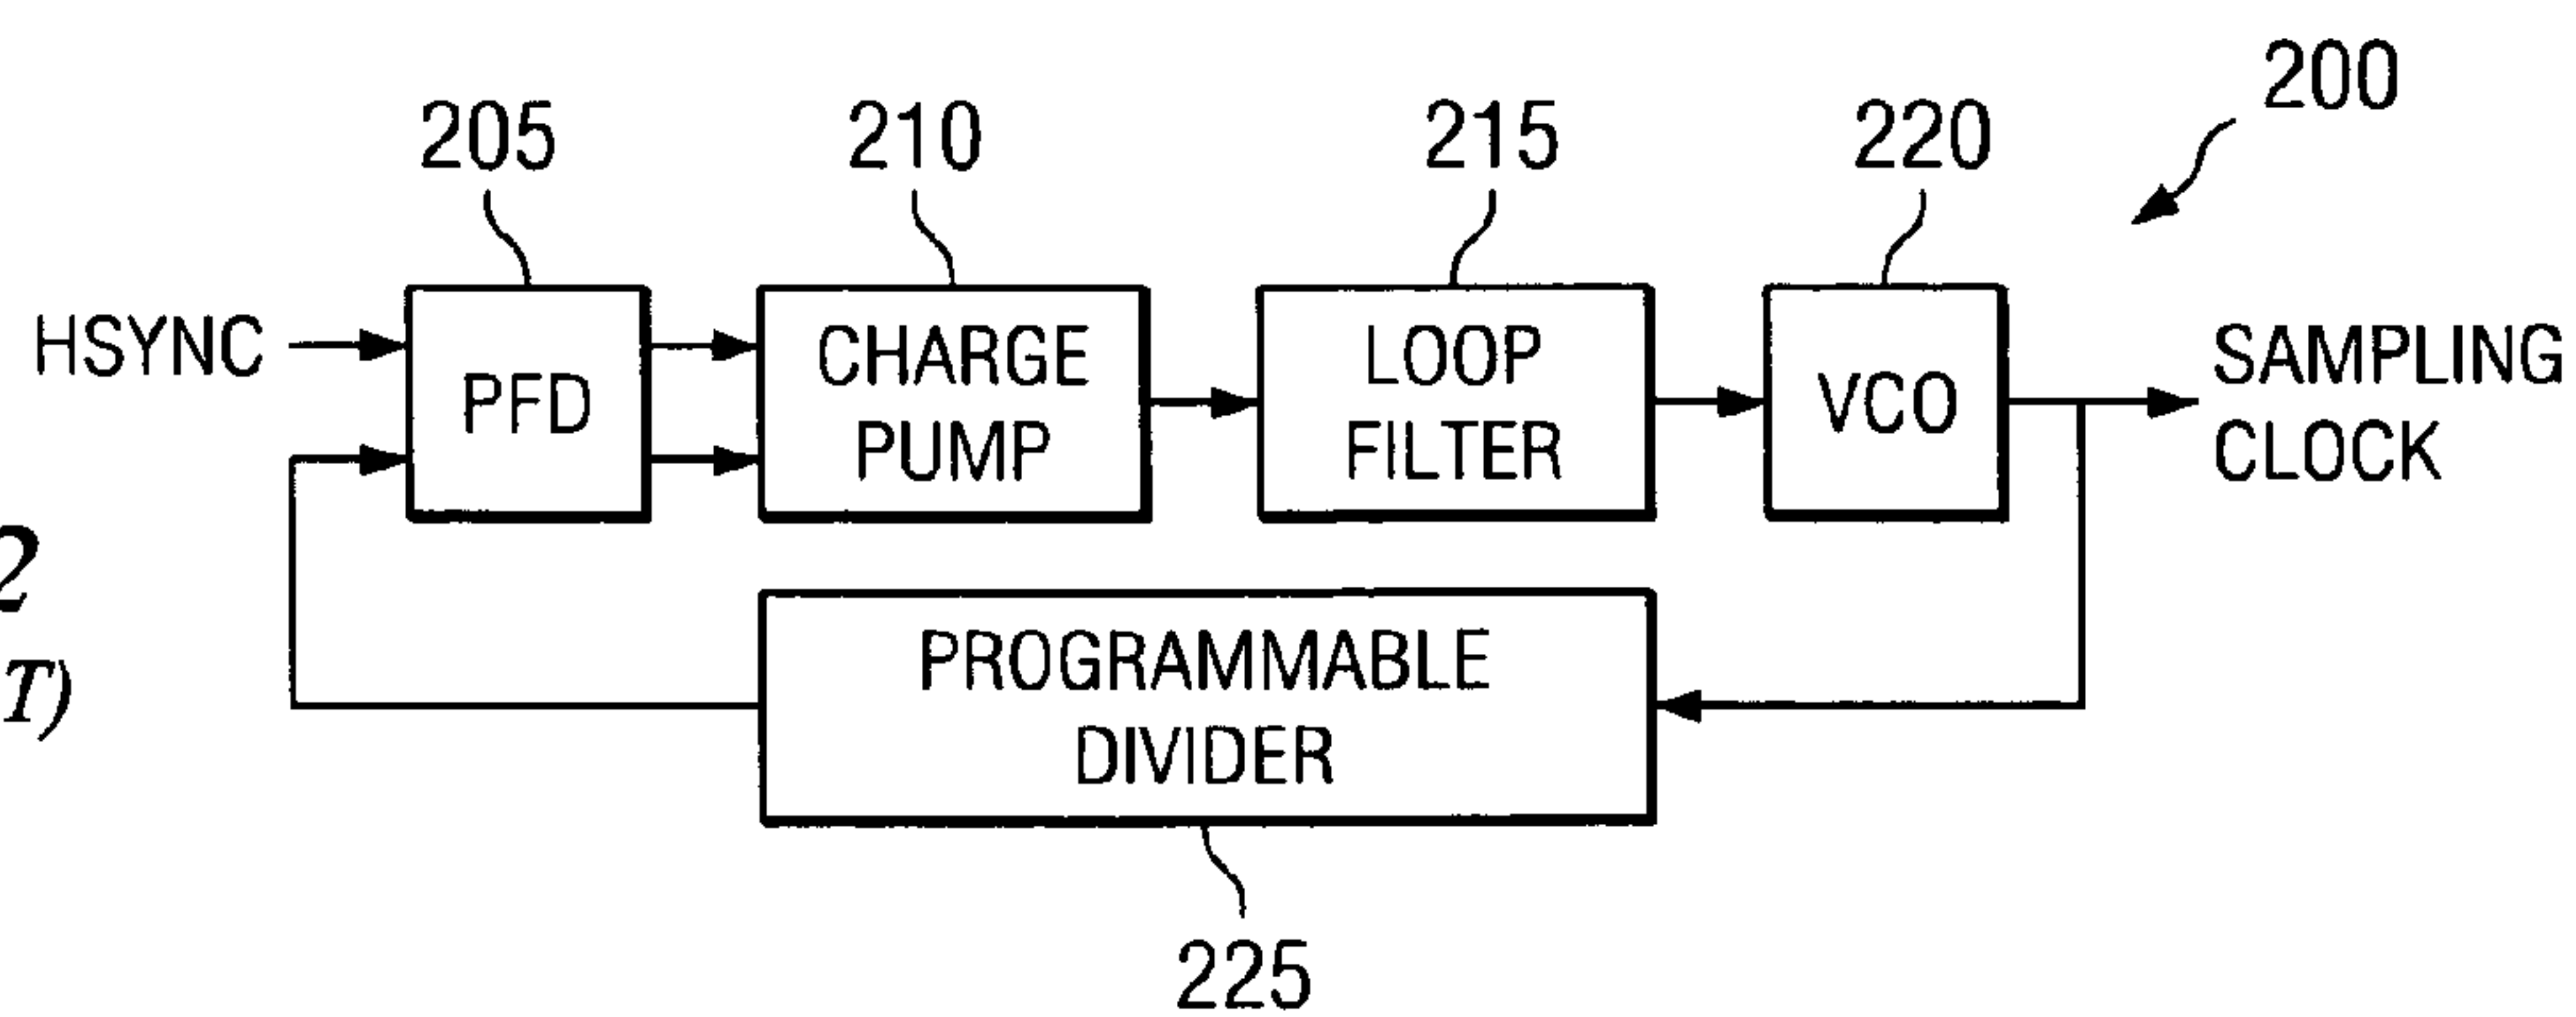 200
205
210
215
220
HSYNC
PFD
CHARGE
PUMP
LOOP
FILTER
VCO
SAMPLING
CLOCK
2
T)
PROGRAMMABLE
DIVIDER
225